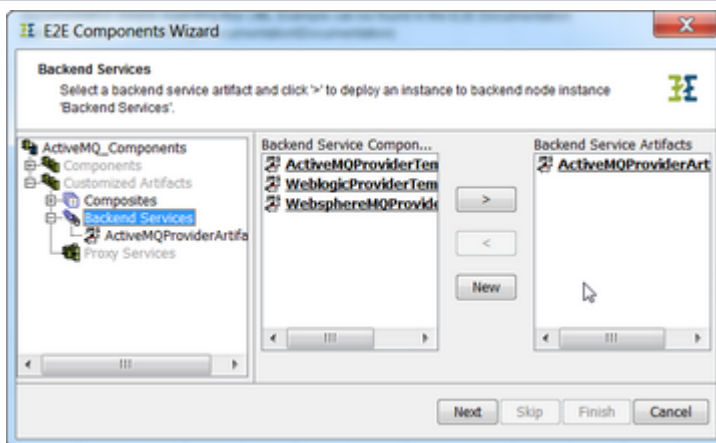 E2E Components Wizard
Backend Services
Select a backend service artifact and click '>' to deploy an instance to backend node instance
'Backend Services'.
ActiveMQ_Components
Components
Customized Artifacts
Composites
Backend Services
ActiveMQProviderArtifa
Proxy Services
Backend Service Compon...
ActiveMQProviderTem
WeblogicProviderTem
WebsphereMQProvide
>
<
New
Backend Service Artifacts
ActiveMQProviderArt
Next
Skip
Finish
Cancel